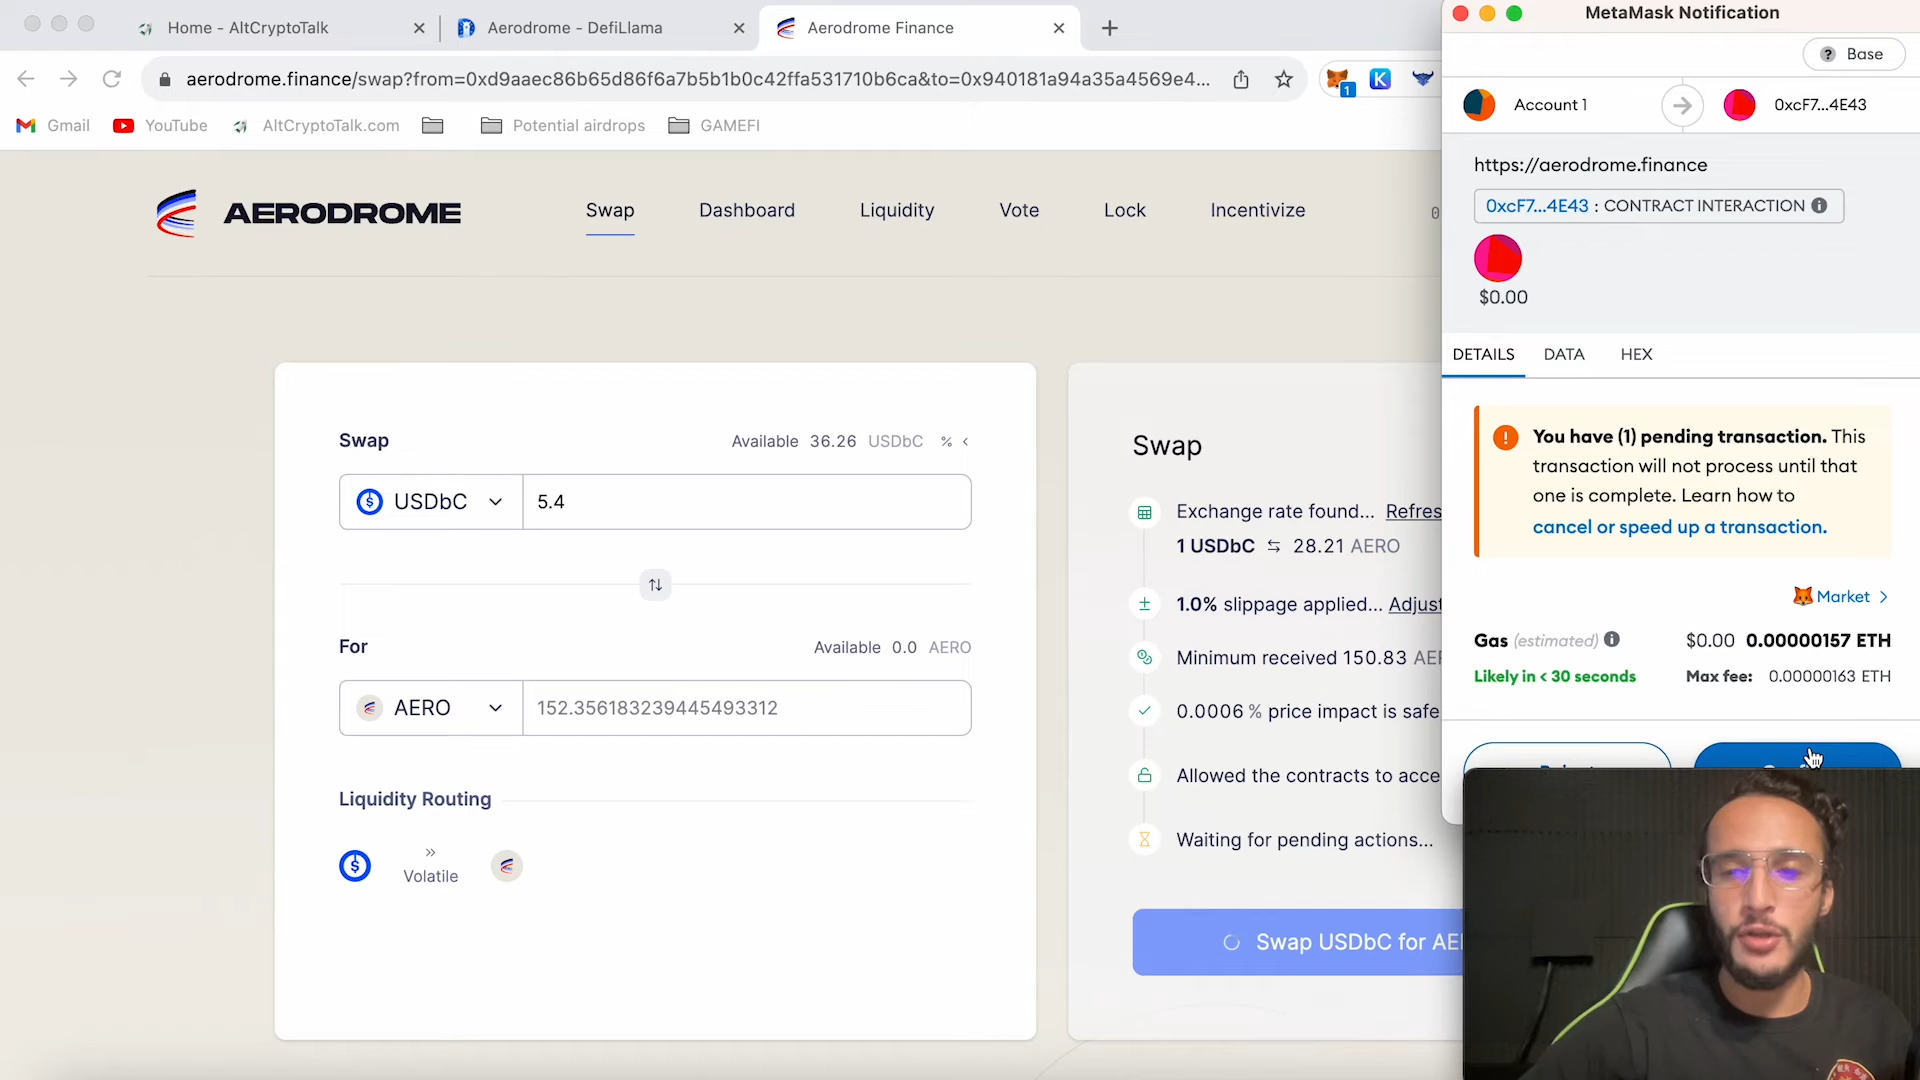 Home - AltCryptoTalk
Aerodrome - DefiLlama
Aerodrome Finance
aerodrome.finance/swap?from=0xd9aaec86b65d86f6a7b5b1b0c42ffa531710b6ca&to=0x940181a94a35a4569e4...
1
K
Gmail
YouTube
AltCryptoTalk.com
Potential airdrops
GAMEFI
AERODROME
Swap
Dashboard
Liquidity
Vote
Lock
Incentivize
0
Swap
Available 36.26 USDbC %
USDbC
5.4
For
Available 0.0 AERO
AERO
152.356183239445493312
Liquidity Routing
Volatile
Swap
Exchange rate found... Refres
1 USDbC ⇆ 28.21 AERO
1.0% slippage applied... Adjust
Minimum received 150.83 AER
0.0006 % price impact is safe
Allowed the contracts to acce
Waiting for pending actions...
Swap USDbC for AE
MetaMask Notification
? Base
Account 1
0xcF7...4E43
https://aerodrome.finance
0xcF7...4E43 : CONTRACT INTERACTION
$0.00
DETAILS
DATA
HEX
You have (1) pending transaction. This
transaction will not process until that
one is complete. Learn how to
cancel or speed up a transaction.
Market >
Gas (estimated) $0.00 0.00000157 ETH
Likely in < 30 seconds Max fee: 0.00000163 ETH